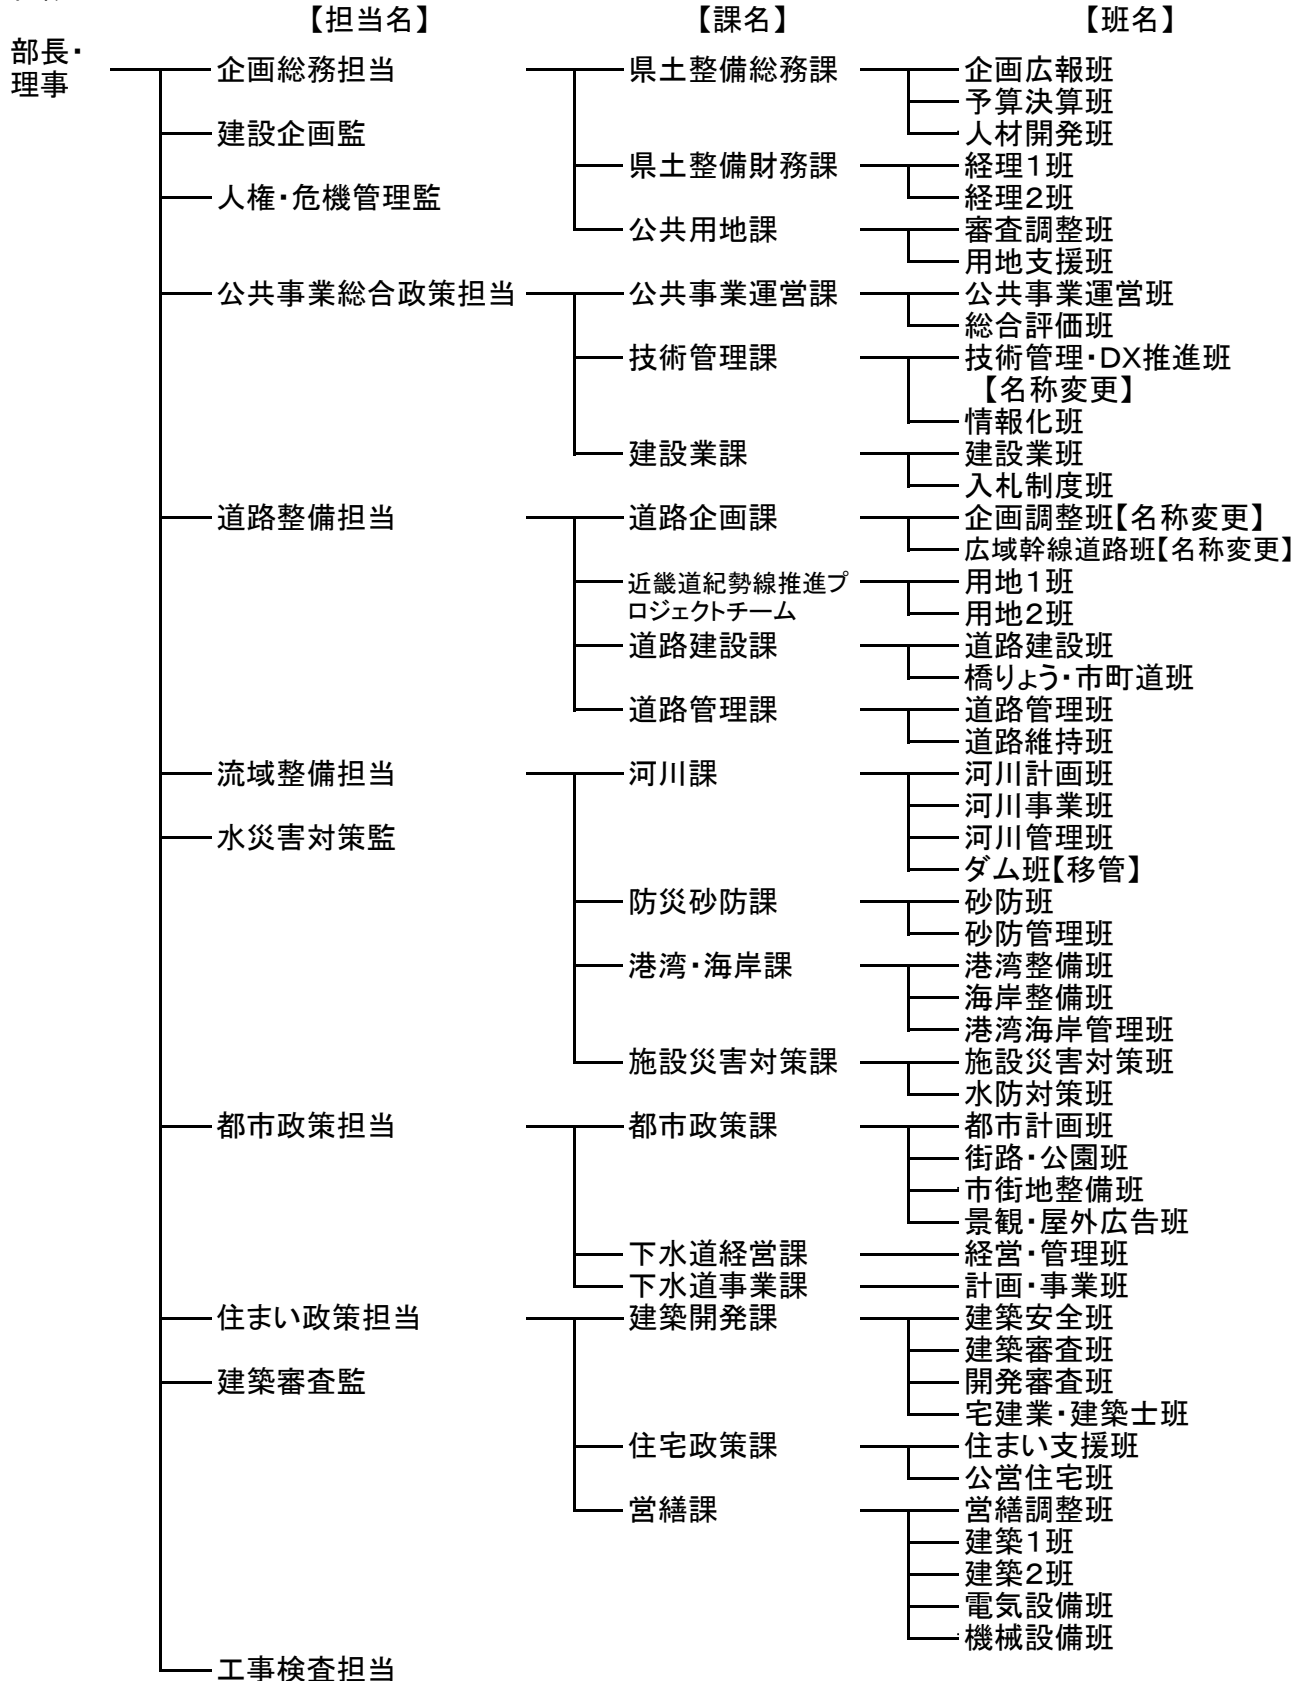 【担当名】 【課名】 【班名】
部長・
理事
企画総務担当 県土整備総務課 企画広報班
予算決算班
建設企画監 人材開発班
県土整備財務課 経理1班
人権・危機管理監 経理2班
公共用地課 審査調整班
用地支援班
公共事業総合政策担当 公共事業運営課 公共事業運営班
総合評価班
技術管理課 技術管理・DX推進班
【名称変更】
情報化班
建設業課 建設業班
入札制度班
道路整備担当 道路企画課 企画調整班【名称変更】
広域幹線道路班【名称変更】
近畿道紀勢線推進プ 用地1班
ロジェクトチーム 用地2班
道路建設課 道路建設班
橋りょう・市町道班
道路管理課 道路管理班
道路維持班
流域整備担当 河川課 河川計画班
河川事業班
水災害対策監 河川管理班
ダム班【移管】
防災砂防課 砂防班
砂防管理班
港湾・海岸課 港湾整備班
海岸整備班
港湾海岸管理班
施設災害対策課 施設災害対策班
水防対策班
都市政策担当 都市政策課 都市計画班
街路・公園班
市街地整備班
景観・屋外広告班
下水道経営課 経営・管理班
下水道事業課 計画・事業班
住まい政策担当 建築開発課 建築安全班
建築審査班
建築審査監 開発審査班
宅建業・建築士班
住宅政策課 住まい支援班
公営住宅班
営繕課 営繕調整班
建築1班
建築2班
電気設備班
機械設備班
工事検査担当